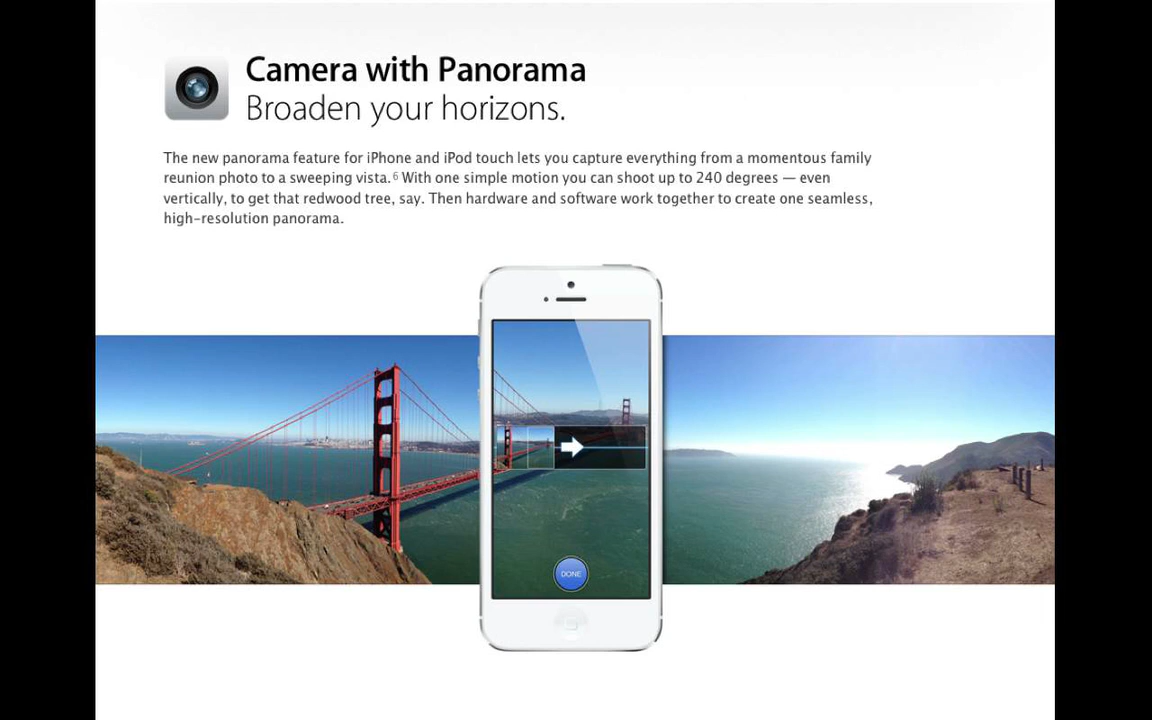 Camera with Panorama
Broaden your horizons.
The new panorama feature for iPhone and iPod touch lets you capture everything from a momentous family
reunion photo to a sweeping vista.6 With one simple motion you can shoot up to 240 degrees — even
vertically, to get that redwood tree, say. Then hardware and software work together to create one seamless,
high-resolution panorama.
DONE